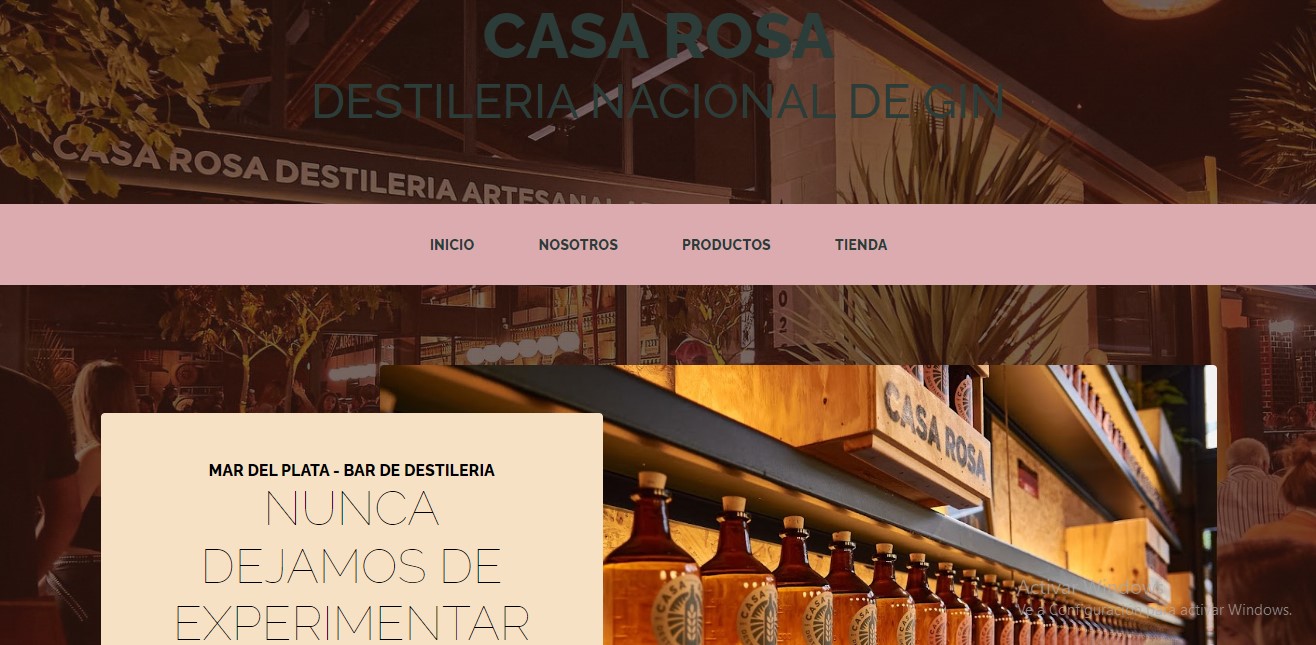 CASA ROSA
DESTILERIA NACIONAL DE GIN
CASA ROSA DESTILERIA ARTESANAL
INICIO NOSOTROS PRODUCTOS TIENDA
CASA ROSA
MAR DEL PLATA - BAR DE DESTILERIA
NUNCA
DEJAMOS DE
EXPERIMENTAR
Activar Windows
Ve a Configuración para activar Windows.